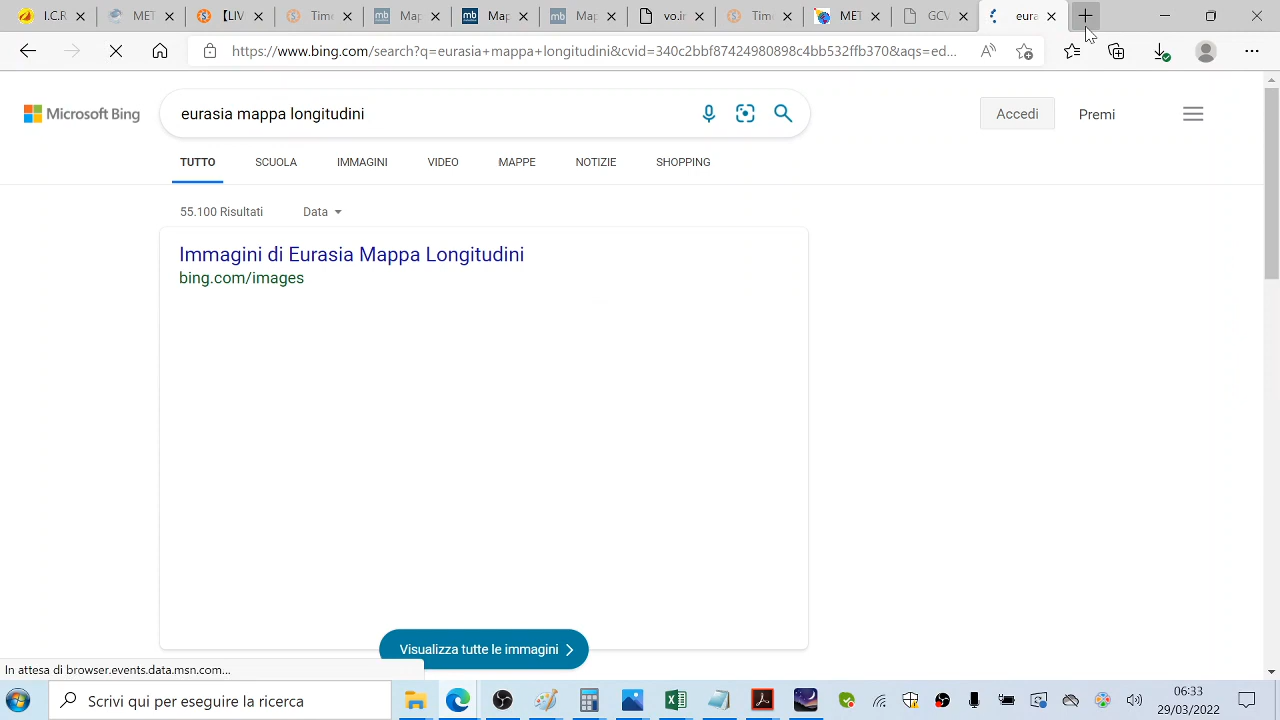 LCR
MET
(LIV
Map
Map
Ma
vair
Tim
MET
GCV
eura
https://www.bing.com/search?q=eurasia+mappa+longitudini&cvid=340c2bbf87424980898c4bb532ffb370&aqs=ed...
Microsoft Bing
eurasia mappa longitudini
Accedi
Premi
TUTTO SCUOLA IMMAGINI VIDEO MAPPE NOTIZIE SHOPPING
55.100 Risultati Data
Immagini di Eurasia Mappa Longitudini
bing.com/images
Visualizza tutte le immagini
In attesa di browser.events.data.msn.com...
Scrivi qui per eseguire la ricerca
06:33
29/03/2022